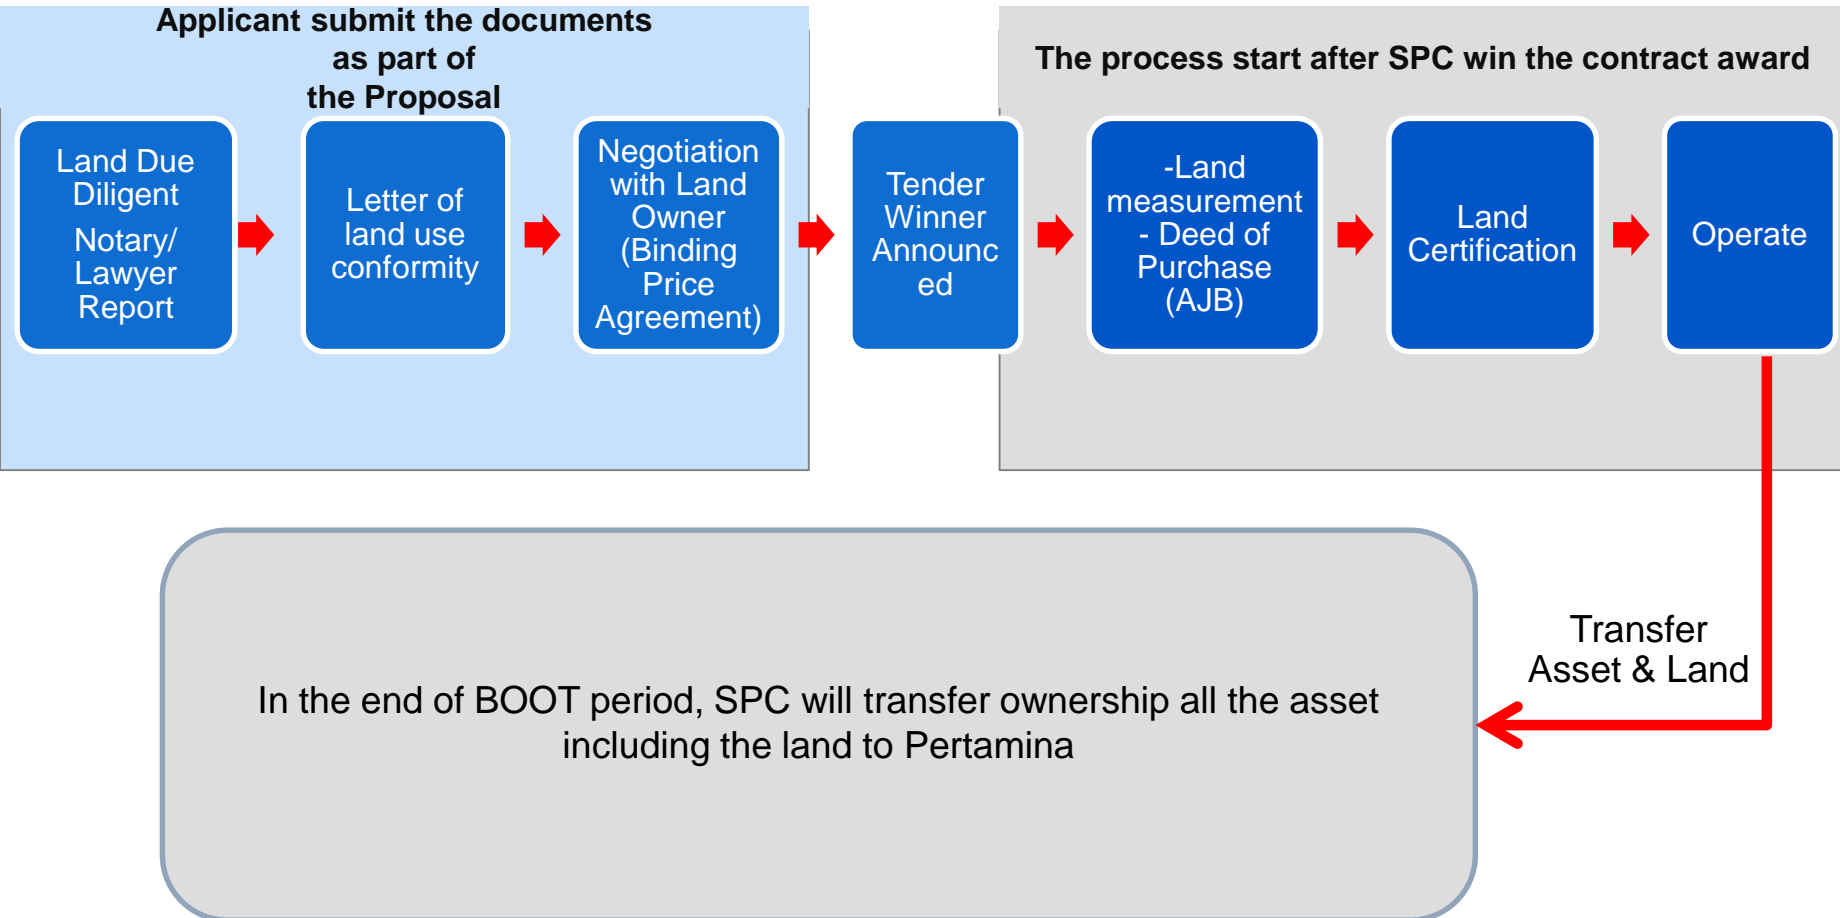 Applicant submit the documents
as part of
the Proposal
The process start after SPC win the contract award
Land Due
Diligent
Notary/
Lawyer
Report
Letter of
land use
conformity
Negotiation
with Land
Owner
(Binding
Price
Agreement)
Tender
Winner
Announc
ed
-Land
measurement
- Deed of
Purchase
(AJB)
Land
Certification
Operate
Transfer
Asset & Land
In the end of BOOT period, SPC will transfer ownership all the asset
including the land to Pertamina